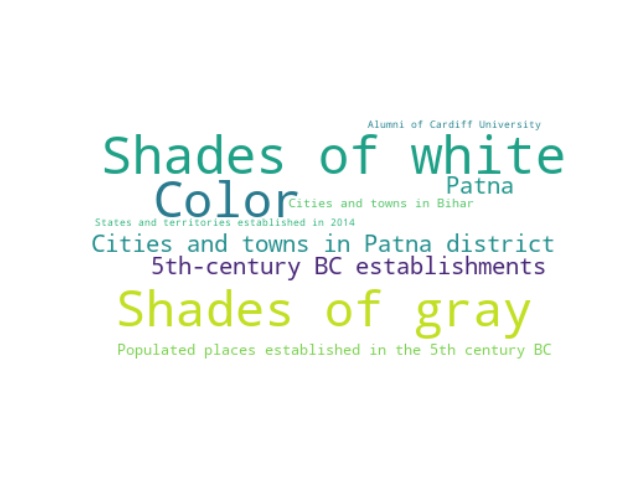 Alumni of Cardiff University
Shades of white
Patna
Color
Cities and towns in Bihar
States and territories established in 2014
Cities and towns in Patna district
5th-century BC establishments
Shades of gray
Populated places established in the 5th century BC